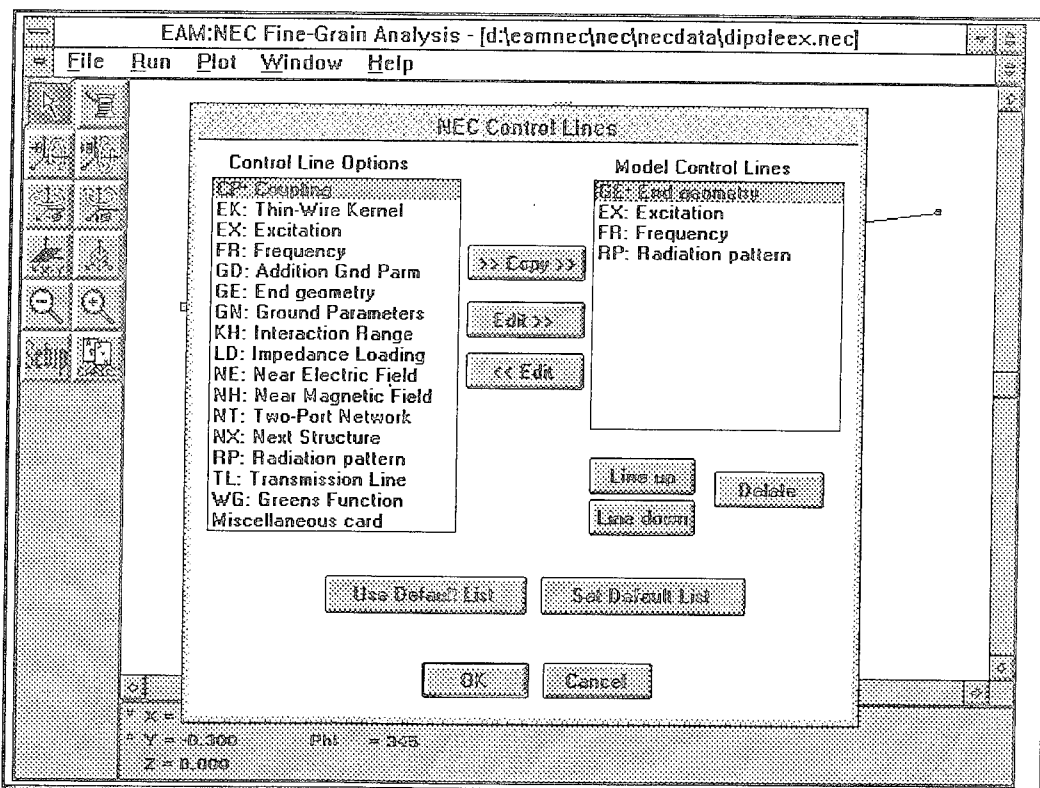 EAM:NEC Fine-Grain Analysis - [d:\eamnec\nec\necdata\dipoleex.nec]
File Run Plot Window Help
NEC Control Lines
Control Line Options
CP: Coupling
EK: Thin-Wire Kernel
EX: Excitation
FR: Frequency
GD: Addition Gnd Parm
GE: End geometry
GN: Ground Parameters
KH: Interaction Range
LD: Impedance Loading
NE: Near Electric Field
NH: Near Magnetic Field
NT: Two-Port Network
NX: Next Structure
RP: Radiation pattern
TL: Transmission Line
WG: Greens Function
Miscellaneous card
>> Copy >>
Edit >>
<< Edit
Model Control Lines
GE: End geometry
EX: Excitation
FR: Frequency
RP: Radiation pattern
Line up
Line down
Delete
Use Default List
Set Default List
OK
Cancel
Setup
X =
Y = -0.300 Phi = 345
Z = 0.000